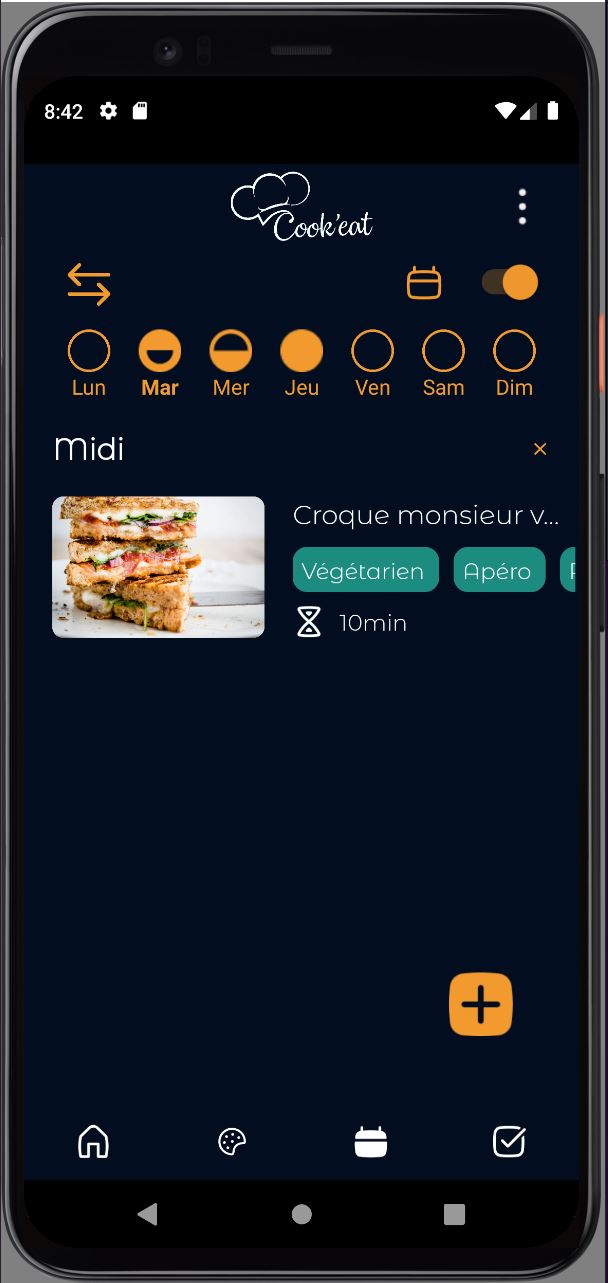 8:42
Cook'eat
Lun Mar Mer Jeu Ven Sam Dim
Midi
Croque monsieur v...
Végétarien Apéro
10min